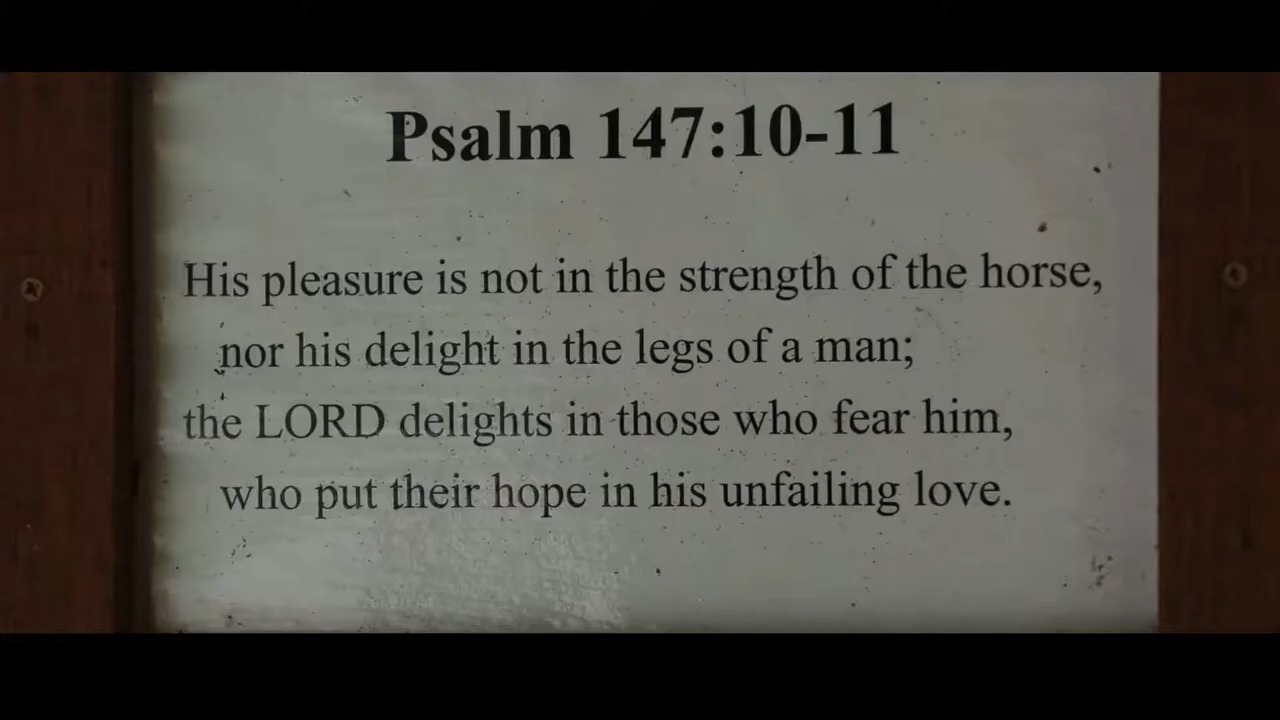 Psalm 147:10-11
His pleasure is not in the strength of the horse,
nor his delight in the legs of a man;
the LORD delights in those who fear him,
who put their hope in his unfailing love.